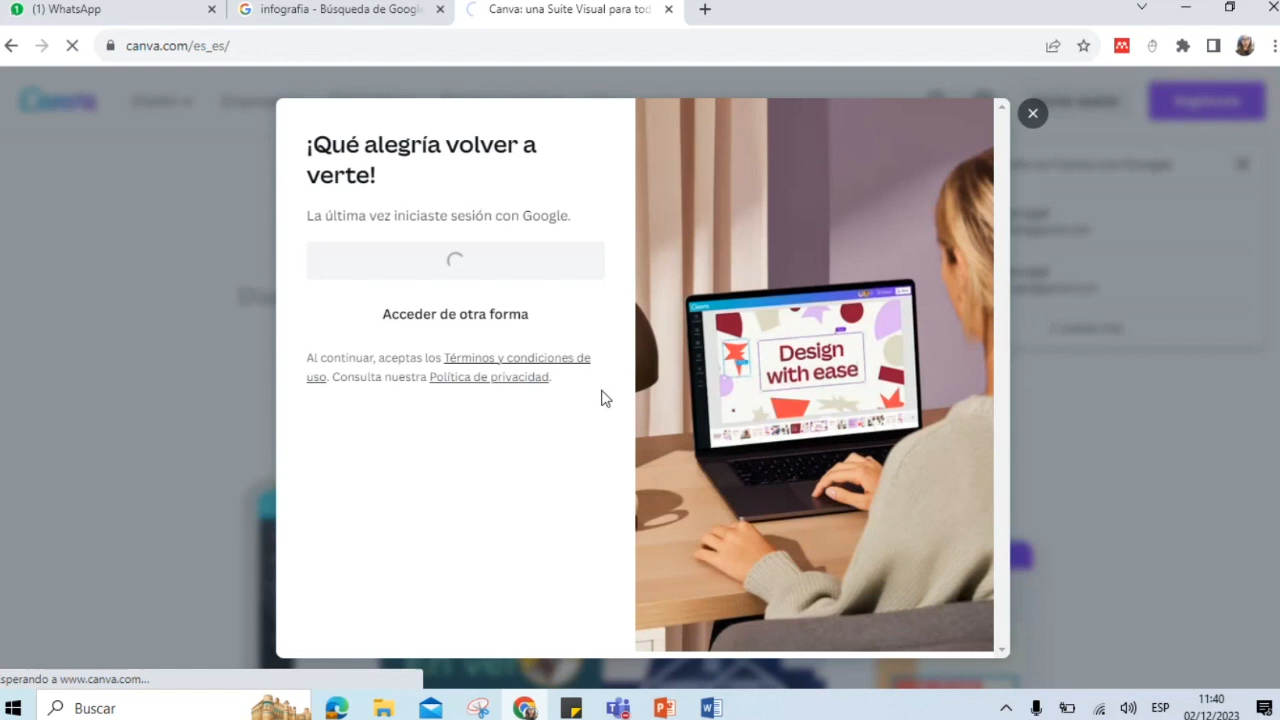 (1) WhatsApp
infografia - Búsqueda de Google
Canva: una Suite Visual para tod
canva.com/es_es/
¡Qué alegría volver a
verte!
La última vez iniciaste sesión con Google.
Acceder de otra forma
Al continuar, aceptas los Términos y condiciones de
uso. Consulta nuestra Política de privacidad.
Design
with ease
sperando a www.canva.com...
Buscar
ESP
11:40
02/12/2023